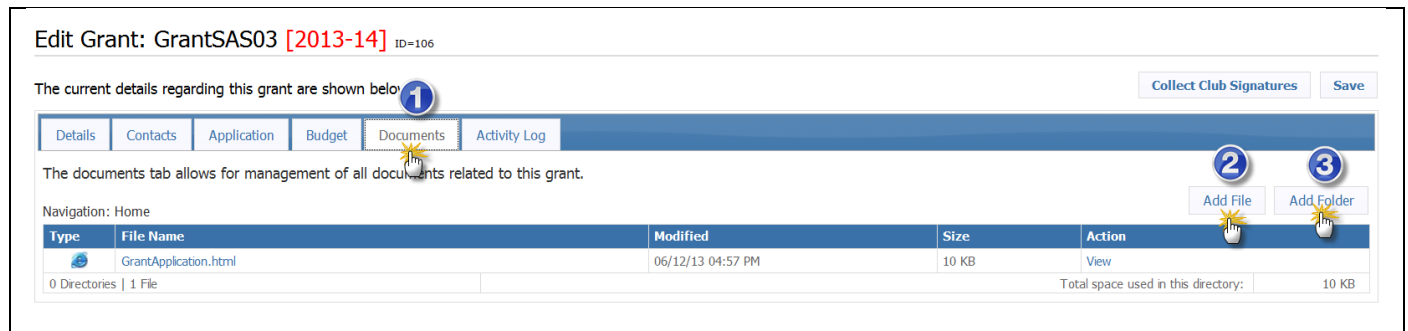 Edit Grant: GrantSAS03 [2013-14] ID=106
The current details regarding this grant are shown below
Collect Club Signatures Save
1
Details Contacts Application Budget Documents Activity Log
The documents tab allows for management of all documents related to this grant.
2 3
Add File Add Folder
Navigation: Home
Type File Name Modified Size Action
GrantApplication.html 06/12/13 04:57 PM 10 KB View
0 Directories | 1 File Total space used in this directory: 10 KB